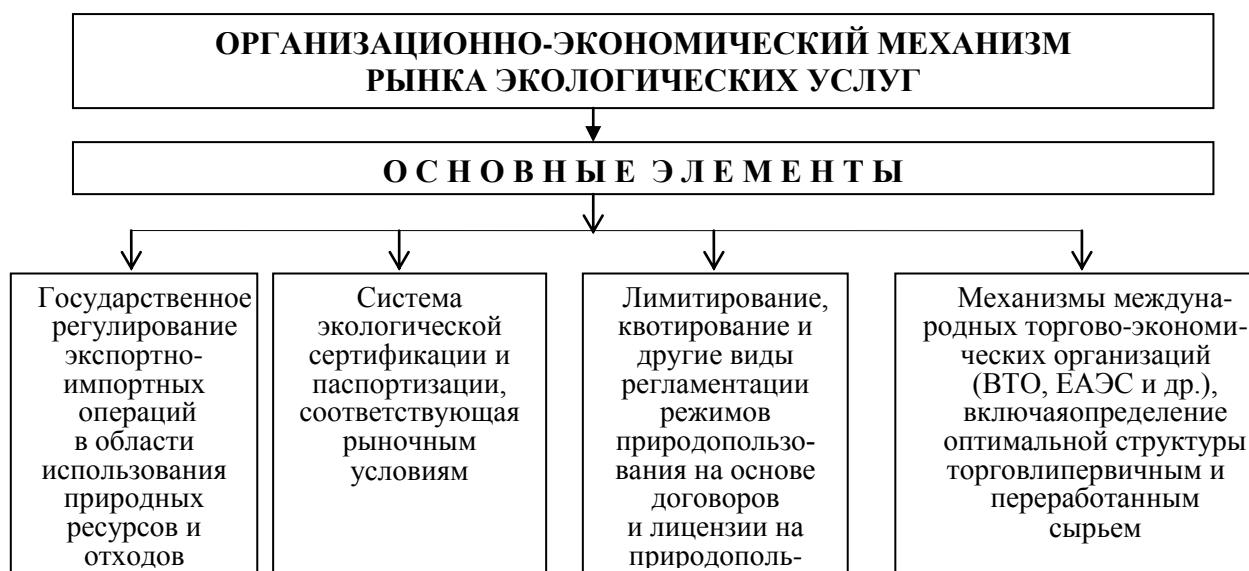 ОРГАНИЗАЦИОННО-ЭКОНОМИЧЕСКИЙ МЕХАНИЗМ
РЫНКА ЭКОЛОГИЧЕСКИХ УСЛУГ
О С Н О В Н Ы Е Э Л Е М Е Н Т Ы
Государственное
регулирование
экспортно-
импортных
операций
в области
использования
природных
ресурсов и
отходов
Система
экологической
сертификации и
паспортизации,
соответствующая
рыночным
условиям
Лимитирование,
квотирование и
другие виды
регламентации
режимов
природопользо-
вания на основе
договоров
и лицензии на
природополь-
Механизмы междуна-
родных торгово-экономи-
ческих организаций
(ВТО, ЕАЭС и др.),
включаяопределение
оптимальной структуры
торговлипервичным и
переработанным
сырьем